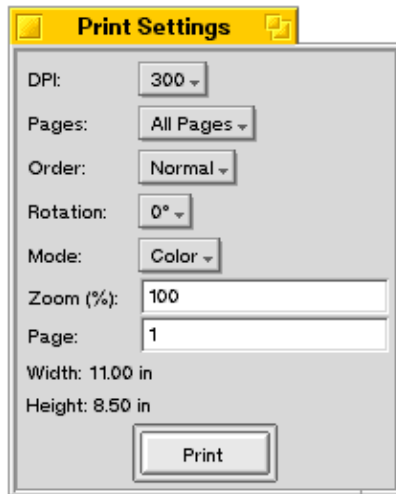 Print Settings
DPI: 300
Pages: All Pages
Order: Normal
Rotation: 0°
Mode: Color
Zoom (%): 100
Page: 1
Width: 11.00 in
Height: 8.50 in
Print